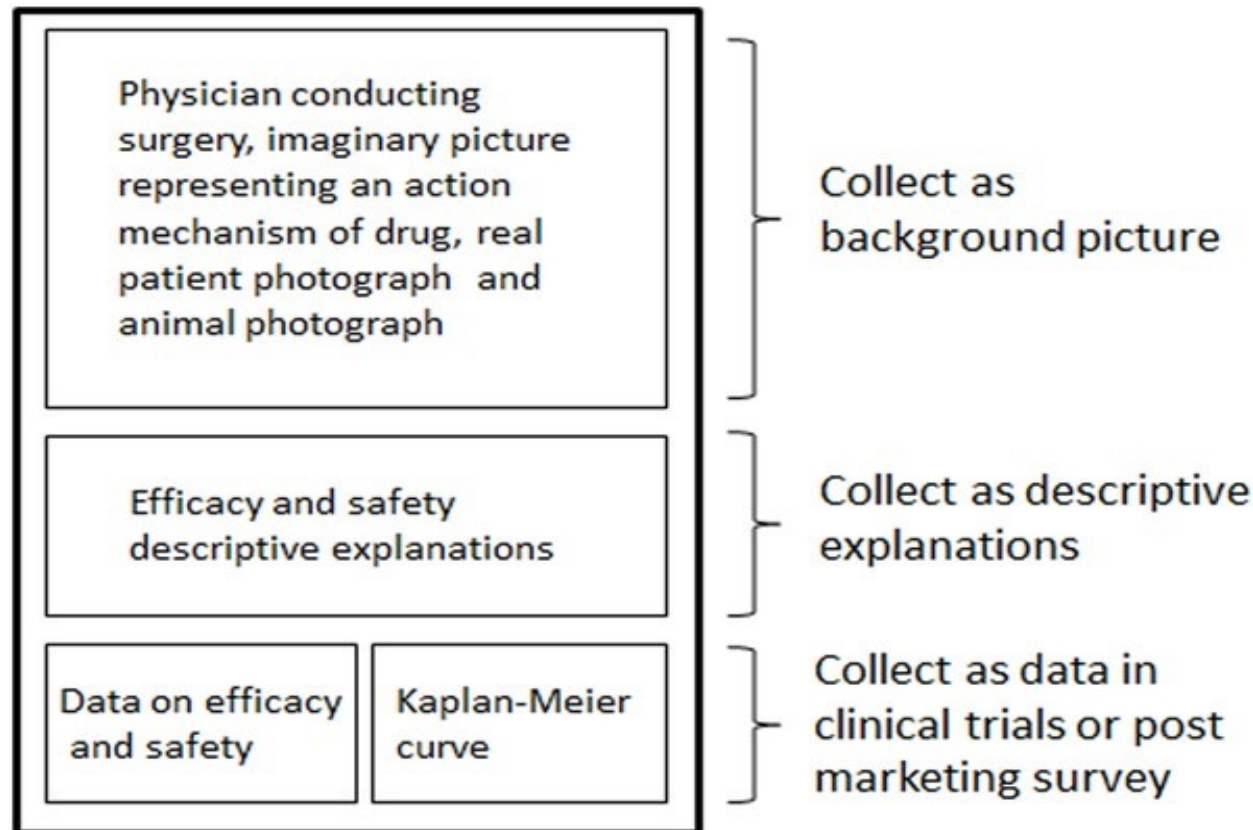 Physician conducting
surgery, imaginary picture
representing an action
mechanism of drug, real
patient photograph and
animal photograph
Collect as
background picture
Efficacy and safety
descriptive explanations
Collect as descriptive
explanations
Data on efficacy
and safety
Kaplan-Meier
curve
Collect as data in
clinical trials or post
marketing survey